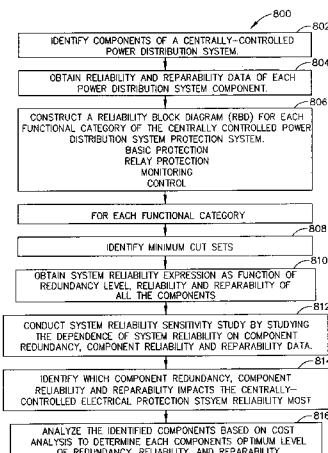 800
802
IDENTIFY COMPONENTS OF A CENTRALLY-CONTROLLED
POWER DISTRIBUTION SYSTEM.
804
OBTAIN RELIABILITY AND REPARABILITY DATA OF EACH
POWER DISTRIBUTION SYSTEM COMPONENT.
806
CONSTRUCT A RELIABILITY BLOCK DIAGRAM (RBD) FOR EACH
FUNCTIONAL CATEGORY OF THE CENTRALLY CONTROLLED POWER
DISTRIBUTION SYSTEM PROTECTION SYSTEM.
BASIC PROTECTION
RELAY PROTECTION
MONITORING
CONTROL
FOR EACH FUNCTIONAL CATEGORY
808
IDENTIFY MINIMUM CUT SETS
810
OBTAIN SYSTEM RELIABILITY EXPRESSION AS FUNCTION OF
REDUNDANCY LEVEL, RELIABILITY AND REPARABILITY OF
ALL THE COMPONENTS
812
CONDUCT SYSTEM RELIABILITY SENSITIVITY STUDY BY STUDYING
THE DEPENDENCE OF SYSTEM RELIABILITY ON COMPONENT
REDUNDANCY, COMPONENT RELIABILITY AND REPARABILITY DATA.
814
IDENTIFY WHICH COMPONENT REDUNDANCY, COMPONENT
RELIABILITY AND REPARABILITY IMPACTS THE CENTRALLY-
CONTROLLED ELECTRICAL PROTECTION STSYEM RELIABILITY MOST
816
ANALYZE THE IDENTIFIED COMPONENTS BASED ON COST
ANALYSIS TO DETERMINE EACH COMPONENTS OPTIMUM LEVEL
OF REDUNDANCY, RELIABILITY, AND REPARABILITY